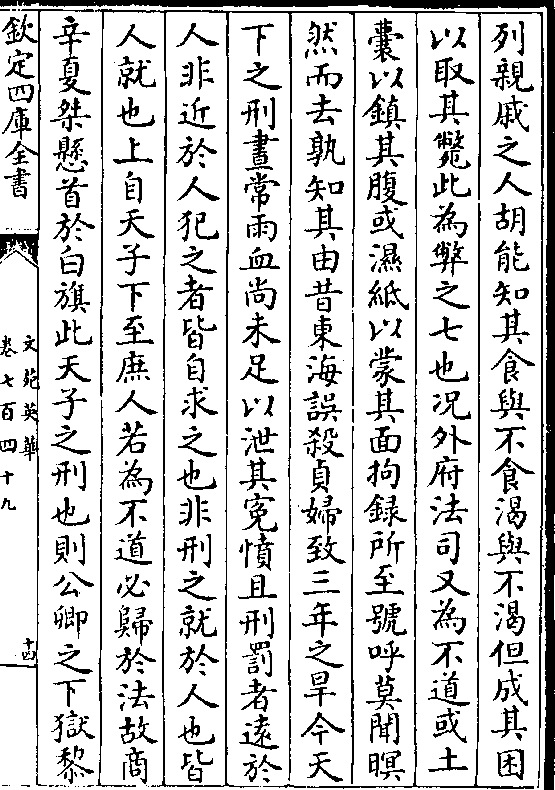 列親戚之人胡能知其食與不食渴與不渴但成其困
以取其斃此為弊之七也况外府法司又為不道或土
囊以鎮其腹或濕紙以蒙其面拘録所至號呼莫聞暝
然而去孰知其由昔東海誤殺貞婦致三年之旱今天
下之刑晝常雨血尚未足以泄其寃憤且刑罰者遠於
人非近於人犯之者皆自求之也非刑之就於人也皆
人就也上自天子下至庶人若為不道必歸於法故商
辛夏桀懸首於白旗此天子之刑也則公卿之下獄黎
欽定四庫全書
文苑英華
卷七百四十九
十四